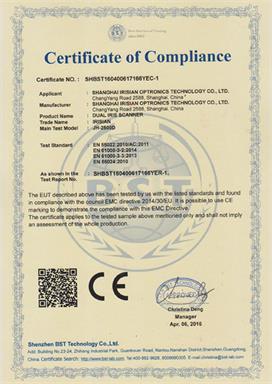 Certificate of Compliance
Certificate NO.: SHBST160400617166YEC-1
Applicant : SHANGHAI IRISIAN OPTRONICS TECHNOLOGY CO., LTD.
ChangYang Road 2588, Shanghai, China
Manufacturer : SHANGHAI IRISIAN OPTRONICS TECHNOLOGY CO., LTD.
ChangYang Road 2588, Shanghai, China
Product : DUAL IRIS SCANNER
Trade Name : IRISIAN
Main Test Model :
Test Standard : EN 55022:2010/AC:2011
EN 61000-3-2:2014
EN 61000-3-3:2013
EN 55024:2010
As shown in the
Test Report No. : SHBST160400617166YER-1.
The EUT described above has been tested by us with the listed standards and found
in compliance with the council EMC directive 2014/30/EU. It is possible to use CE
marking to demonstrate the compliance with this EMC Directive.
The certificate applies to the tested sample above mentioned only and shall not imply
an assessment of the whole production.
BST
CE
Christina Deng
Manager
Apr. 06, 2016
Shenzhen BST Technology Co., Ltd.
Add: Building No.23-24, Zhiheng Industrial Park, Guankouer Road, Nantou, Nanshan District, Shenzhen, Guangdong, China